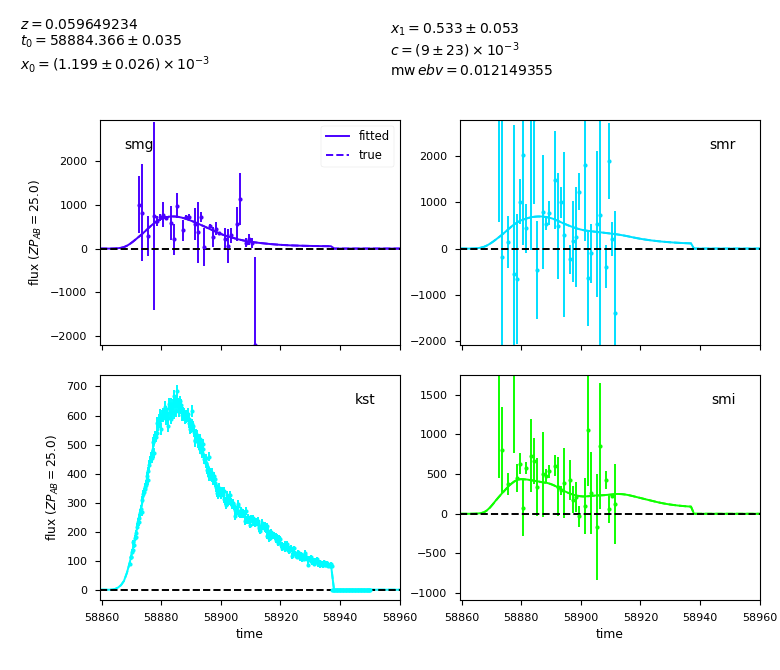 z = 0.059649234
t₀ = 58884.366 ± 0.035
x₀ = (1.199 ± 0.026) × 10⁻³
x₁ = 0.533 ± 0.053
c = (9 ± 23) × 10⁻³
mw ebv = 0.012149355
smg
fitted
true
2000
1000
0
−1000
−2000
flux (ZP_AB = 25.0)
smr
2000
1000
0
−1000
−2000
kst
700
600
500
400
300
200
100
0
flux (ZP_AB = 25.0)
58860 58880 58900 58920 58940 58960
time
smi
1500
1000
500
0
−500
−1000
58860 58880 58900 58920 58940 58960
time